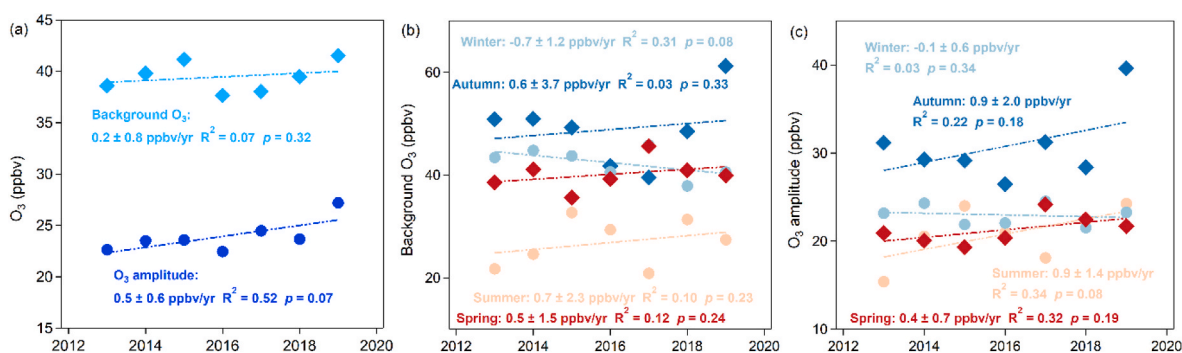 (a)
45
40
35
30
25
20
15
O3 (ppbv)
Background O3:
0.2 ± 0.8 ppbv/yr R2 = 0.07 p = 0.32
O3 amplitude:
0.5 ± 0.6 ppbv/yr R2 = 0.52 p = 0.07
2012 2014 2016 2018 2020
(b)
60
40
20
Background O3 (ppbv)
Winter: -0.7 ± 1.2 ppbv/yr R2 = 0.31 p = 0.08
Autumn: 0.6 ± 3.7 ppbv/yr R2 = 0.03 p = 0.33
Summer: 0.7 ± 2.3 ppbv/yr R2 = 0.10 p = 0.23
Spring: 0.5 ± 1.5 ppbv/yr R2 = 0.12 p = 0.24
2012 2014 2016 2018 2020
(c)
40
30
20
10
O3 amplitude (ppbv)
Winter: -0.1 ± 0.6 ppbv/yr
R2 = 0.03 p = 0.34
Autumn: 0.9 ± 2.0 ppbv/yr
R2 = 0.22 p = 0.18
Summer: 0.9 ± 1.4 ppbv/yr
R2 = 0.34 p = 0.08
Spring: 0.4 ± 0.7 ppbv/yr R2 = 0.32 p = 0.19
2012 2014 2016 2018 2020